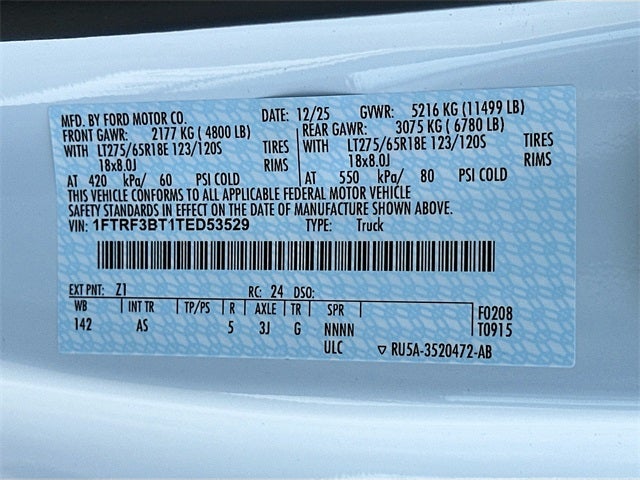 MFD. BY FORD MOTOR CO. DATE: 12/25 GVWR: 5216 KG (11499 LB)
FRONT GAWR: 2177 KG ( 4800 LB) REAR GAWR: 3075 KG ( 6780 LB)
WITH LT275/65R18E 123/120S TIRES WITH LT275/65R18E 123/120S TIRES
18x8.0J RIMS 18x8.0J RIMS
AT 420 kPa/ 60 PSI COLD AT 550 kPa/ 80 PSI COLD
THIS VEHICLE CONFORMS TO ALL APPLICABLE FEDERAL MOTOR VEHICLE
SAFETY STANDARDS IN EFFECT ON THE DATE OF MANUFACTURE SHOWN ABOVE.
VIN: 1FTRF3BT1TED53529 TYPE: Truck
EXT PNT: Z1 RC: 24 DSO:
WB INT TR TP/PS R AXLE TR SPR F0208
142 AS 5 3J G NNNN T0915
ULC ▽ RU5A-3520472-AB